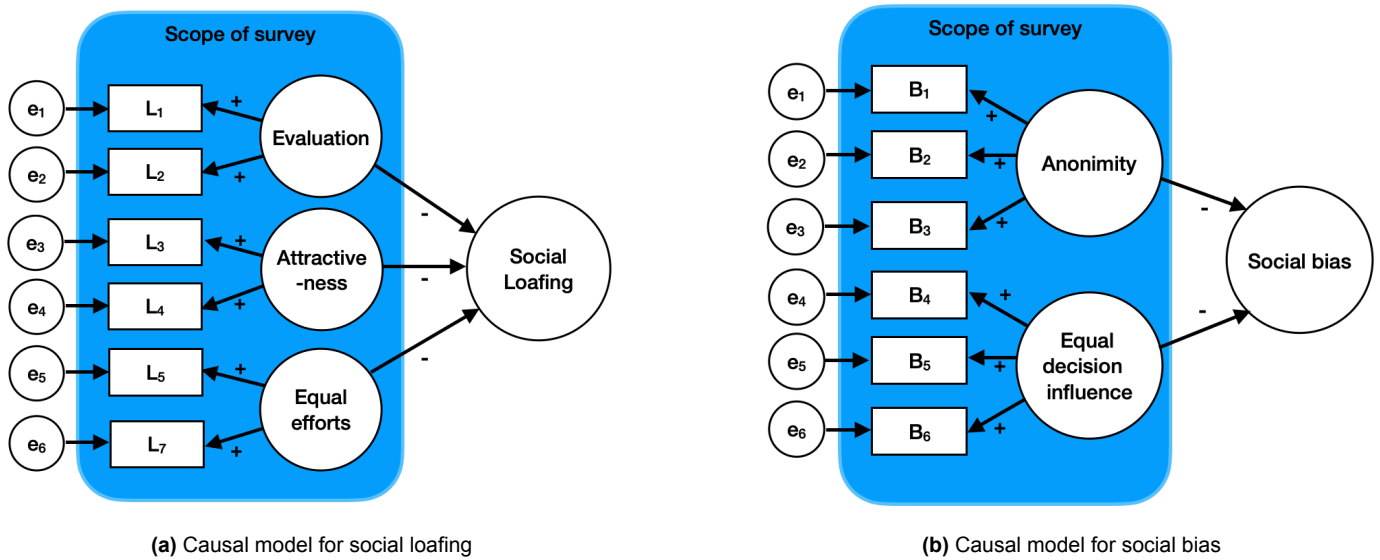 Scope of survey
e1
L1
+
Evaluation
e2
L2
+
-
e3
L3
+
Attractive
-ness
-
Social
Loafing
e4
L4
+
e5
L5
+
Equal
efforts
-
e6
L7
+
(a) Causal model for social loafing
Scope of survey
e1
B1
+
Anonimity
e2
B2
+
-
e3
B3
+
Social bias
e4
B4
+
-
Equal
decision
influence
e5
B5
+
e6
B6
+
(b) Causal model for social bias